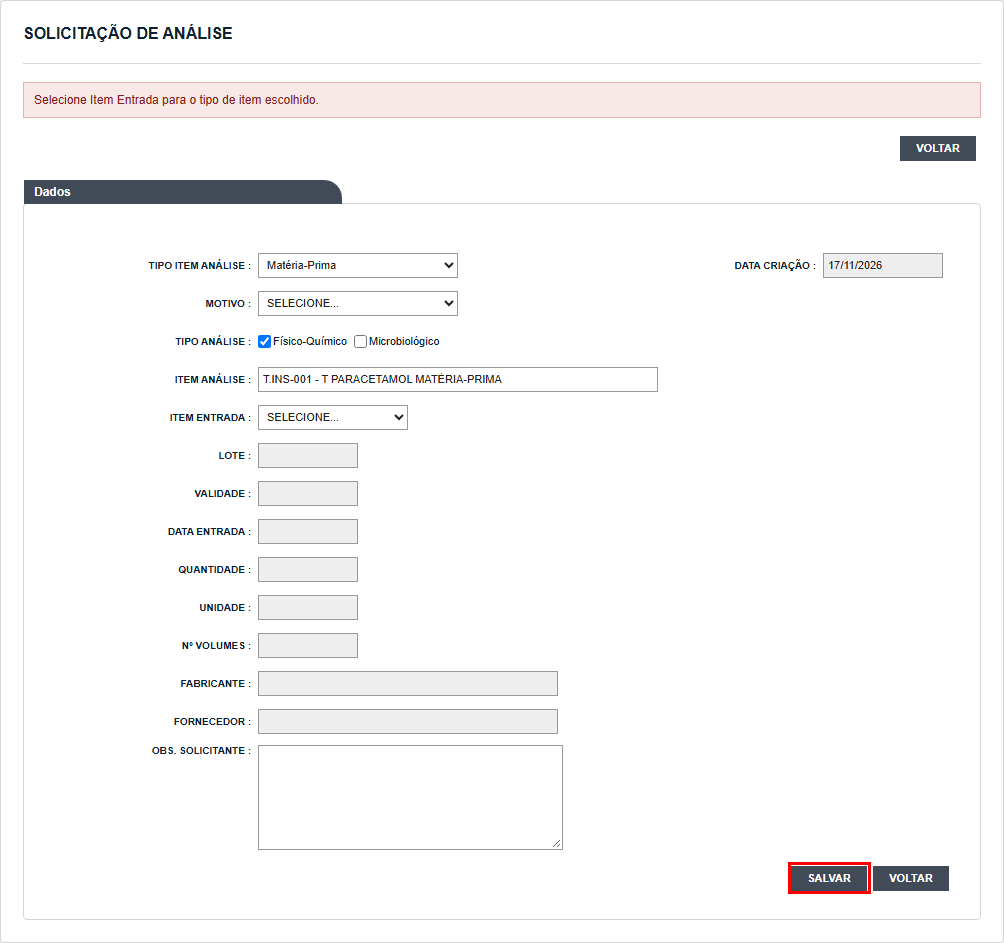 SOLICITAÇÃO DE ANÁLISE
Selecione Item Entrada para o tipo de item escolhido.
VOLTAR
Dados
TIPO ITEM ANÁLISE : Matéria-Prima DATA CRIAÇÃO : 17/11/2026
MOTIVO : SELECIONE...
TIPO ANÁLISE : Físico-Químico Microbiológico
ITEM ANÁLISE : T.INS-001 - T PARACETAMOL MATÉRIA-PRIMA
ITEM ENTRADA : SELECIONE...
LOTE :
VALIDADE :
DATA ENTRADA :
QUANTIDADE :
UNIDADE :
Nº VOLUMES :
FABRICANTE :
FORNECEDOR :
OBS. SOLICITANTE :
SALVAR VOLTAR